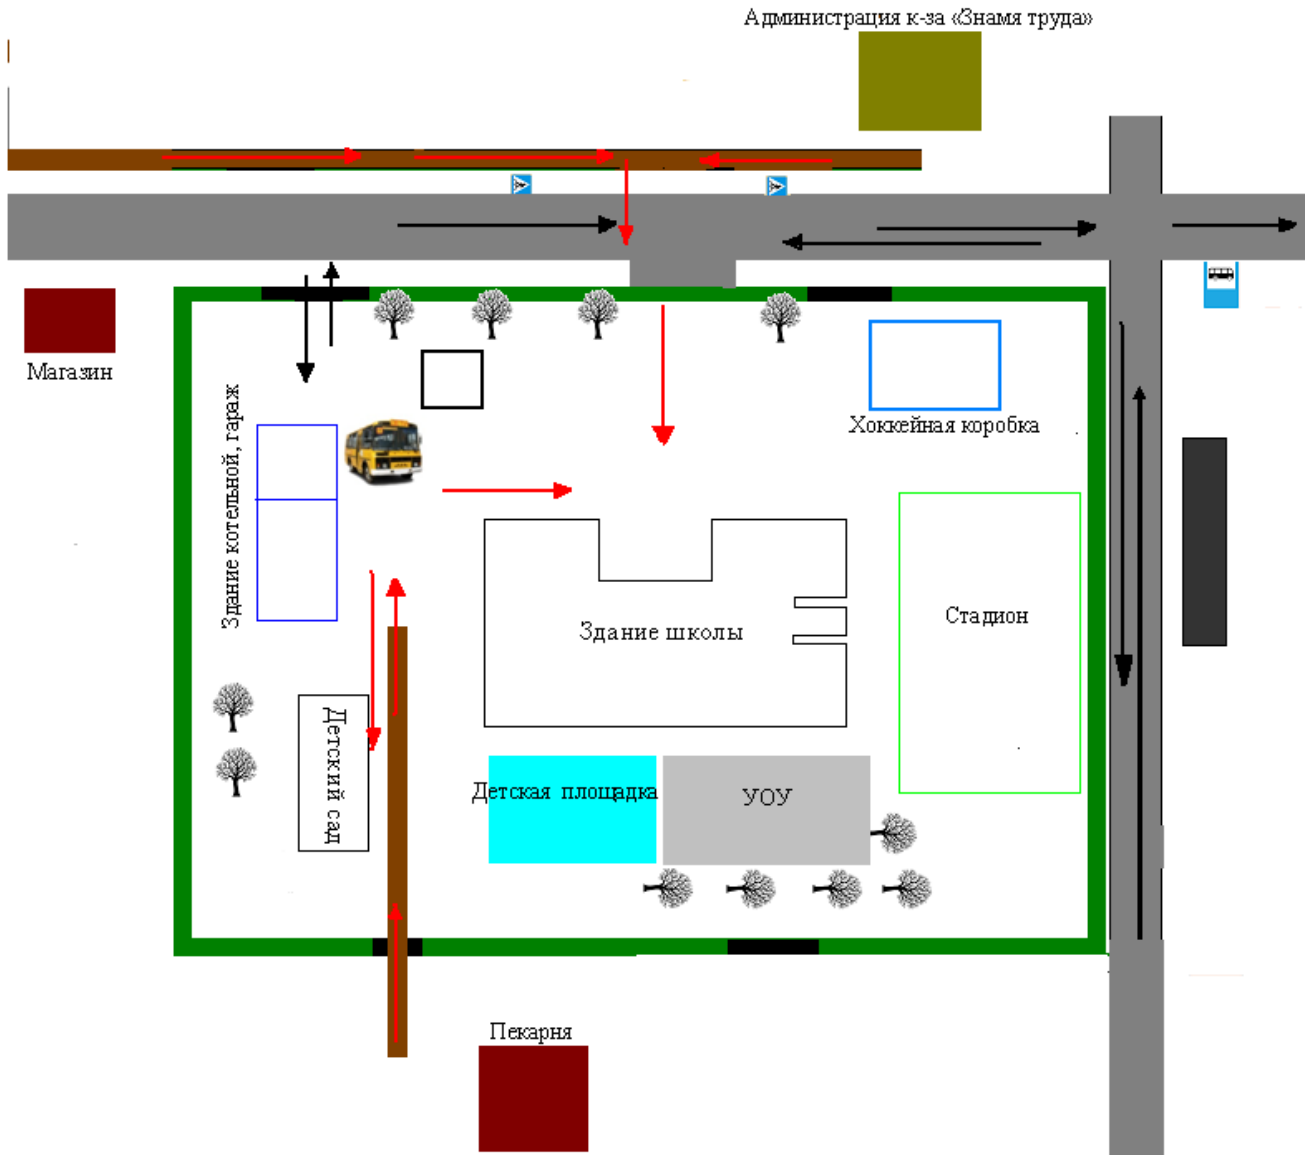 Администрация к-за «Знамя труда»
Магазин
Здание котельной, гараж
Хоккейная коробка
Здание школы
Стадион
Детский сад
Детская площадка
УОУ
Пекарня